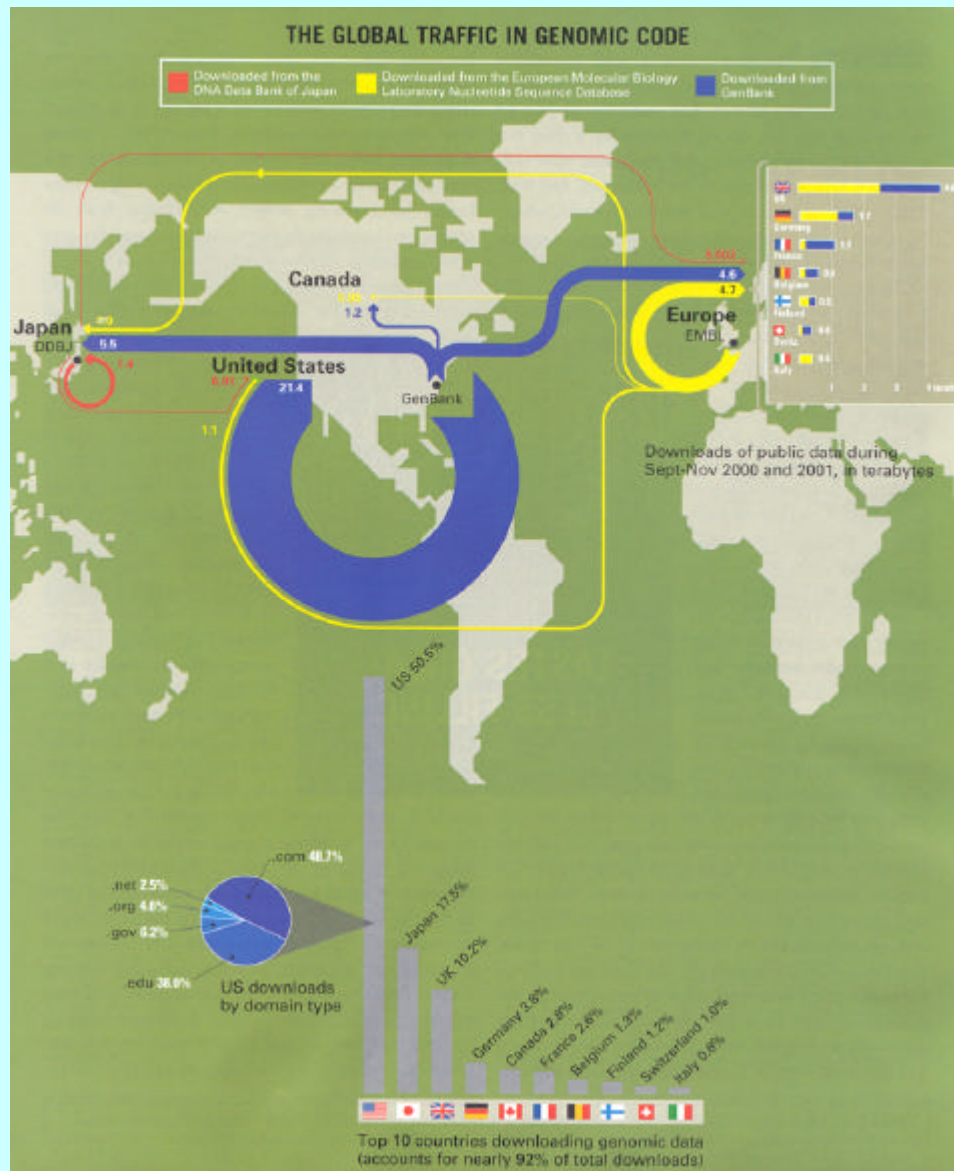 THE GLOBAL TRAFFIC IN GENOMIC CODE
Downloaded from the
DNA Data Bank of Japan
Downloaded from the European Molecular Biology
Laboratory Nucleotide Sequence Database
Downloaded from
GenBank
UK
Germany
1.7
France
Belgium
Finland
Italy
1
2
3
4.6
4.7
Canada
1.2
Europe
EMBL
Japan
DDBJ
5.5
1.4
United States
21.4
GenBank
1.1
Downloads of public data during
Sept-Nov 2000 and 2001, in terabytes
US 50.5%
.com 48.7%
.net 2.5%
.org 4.6%
.gov 6.2%
.edu
US downloads
by domain type
Japan 17.5%
UK 10.2%
Germany 3.8%
Canada 2.8%
France 2.6%
Belgium 1.3%
Finland 1.2%
Switzerland 1.0%
Italy 0.8%
Top 10 countries downloading genomic data
(accounts for nearly 92% of total downloads)